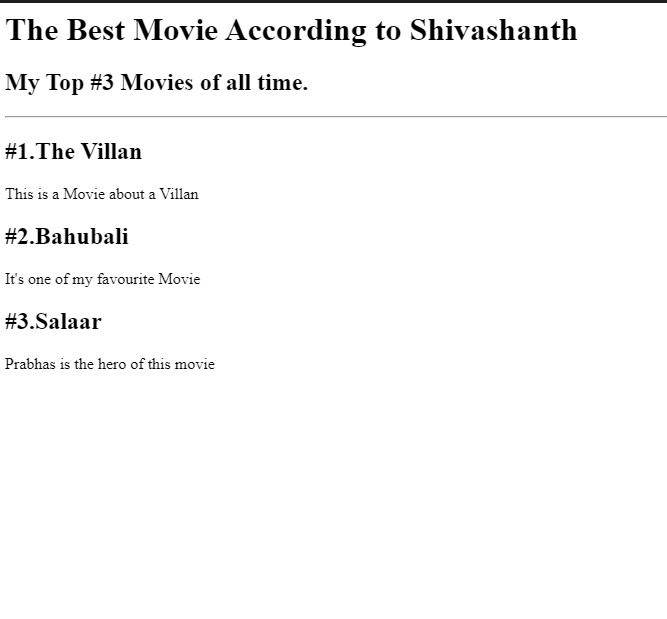 The Best Movie According to Shivashanth
My Top #3 Movies of all time.
#1.The Villan
This is a Movie about a Villan
#2.Bahubali
It's one of my favourite Movie
#3.Salaar
Prabhas is the hero of this movie